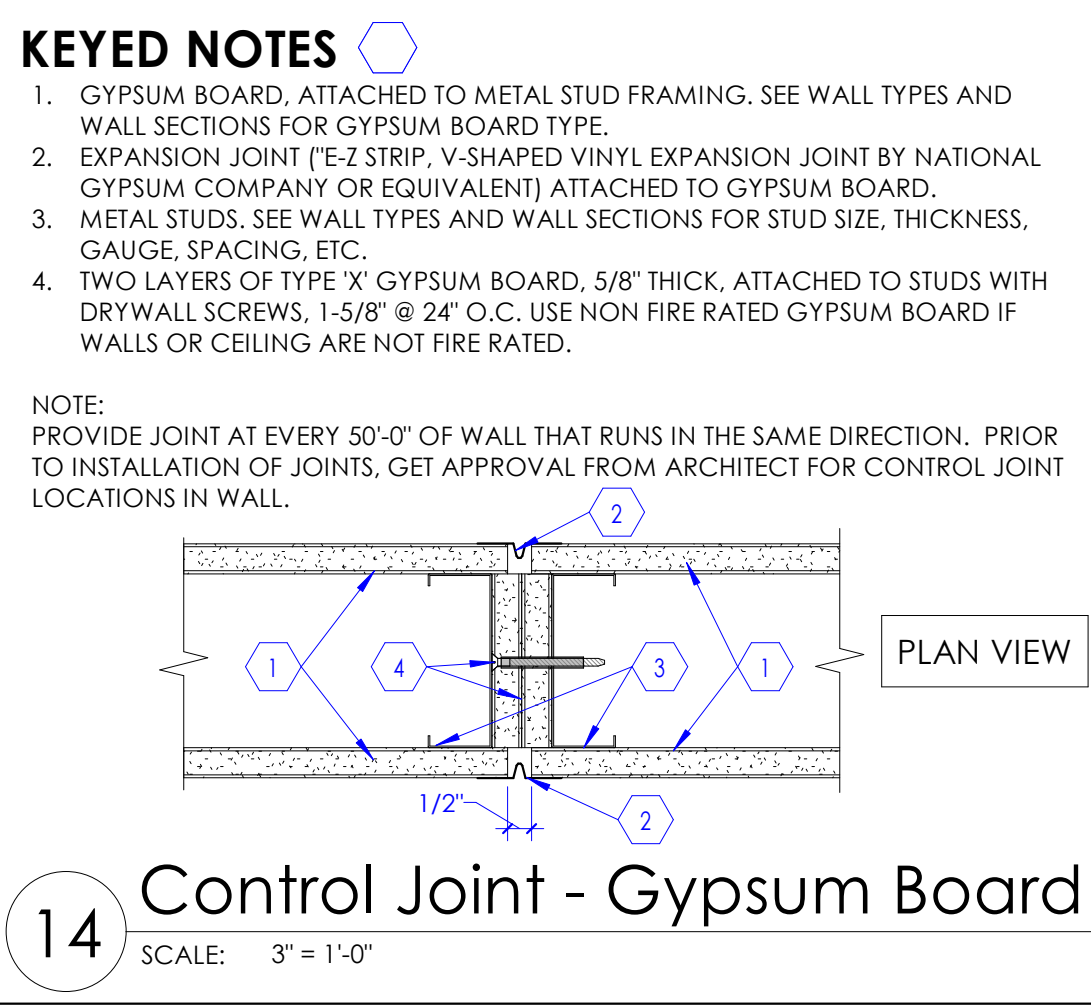 KEYED NOTES
1. GYPSUM BOARD, ATTACHED TO METAL STUD FRAMING. SEE WALL TYPES AND
WALL SECTIONS FOR GYPSUM BOARD TYPE.
2. EXPANSION JOINT ("E-Z STRIP, V-SHAPED VINYL EXPANSION JOINT BY NATIONAL
GYPSUM COMPANY OR EQUIVALENT) ATTACHED TO GYPSUM BOARD.
3. METAL STUDS. SEE WALL TYPES AND WALL SECTIONS FOR STUD SIZE, THICKNESS,
GAUGE, SPACING, ETC.
4. TWO LAYERS OF TYPE 'X' GYPSUM BOARD, 5/8" THICK, ATTACHED TO STUDS WITH
DRYWALL SCREWS, 1-5/8" @ 24" O.C. USE NON FIRE RATED GYPSUM BOARD IF
WALLS OR CEILING ARE NOT FIRE RATED.
NOTE:
PROVIDE JOINT AT EVERY 50'-0" OF WALL THAT RUNS IN THE SAME DIRECTION. PRIOR
TO INSTALLATION OF JOINTS, GET APPROVAL FROM ARCHITECT FOR CONTROL JOINT
LOCATIONS IN WALL.
2
1
4
3
1
PLAN VIEW
1/2"
2
14
Control Joint - Gypsum Board
SCALE: 3" = 1'-0"